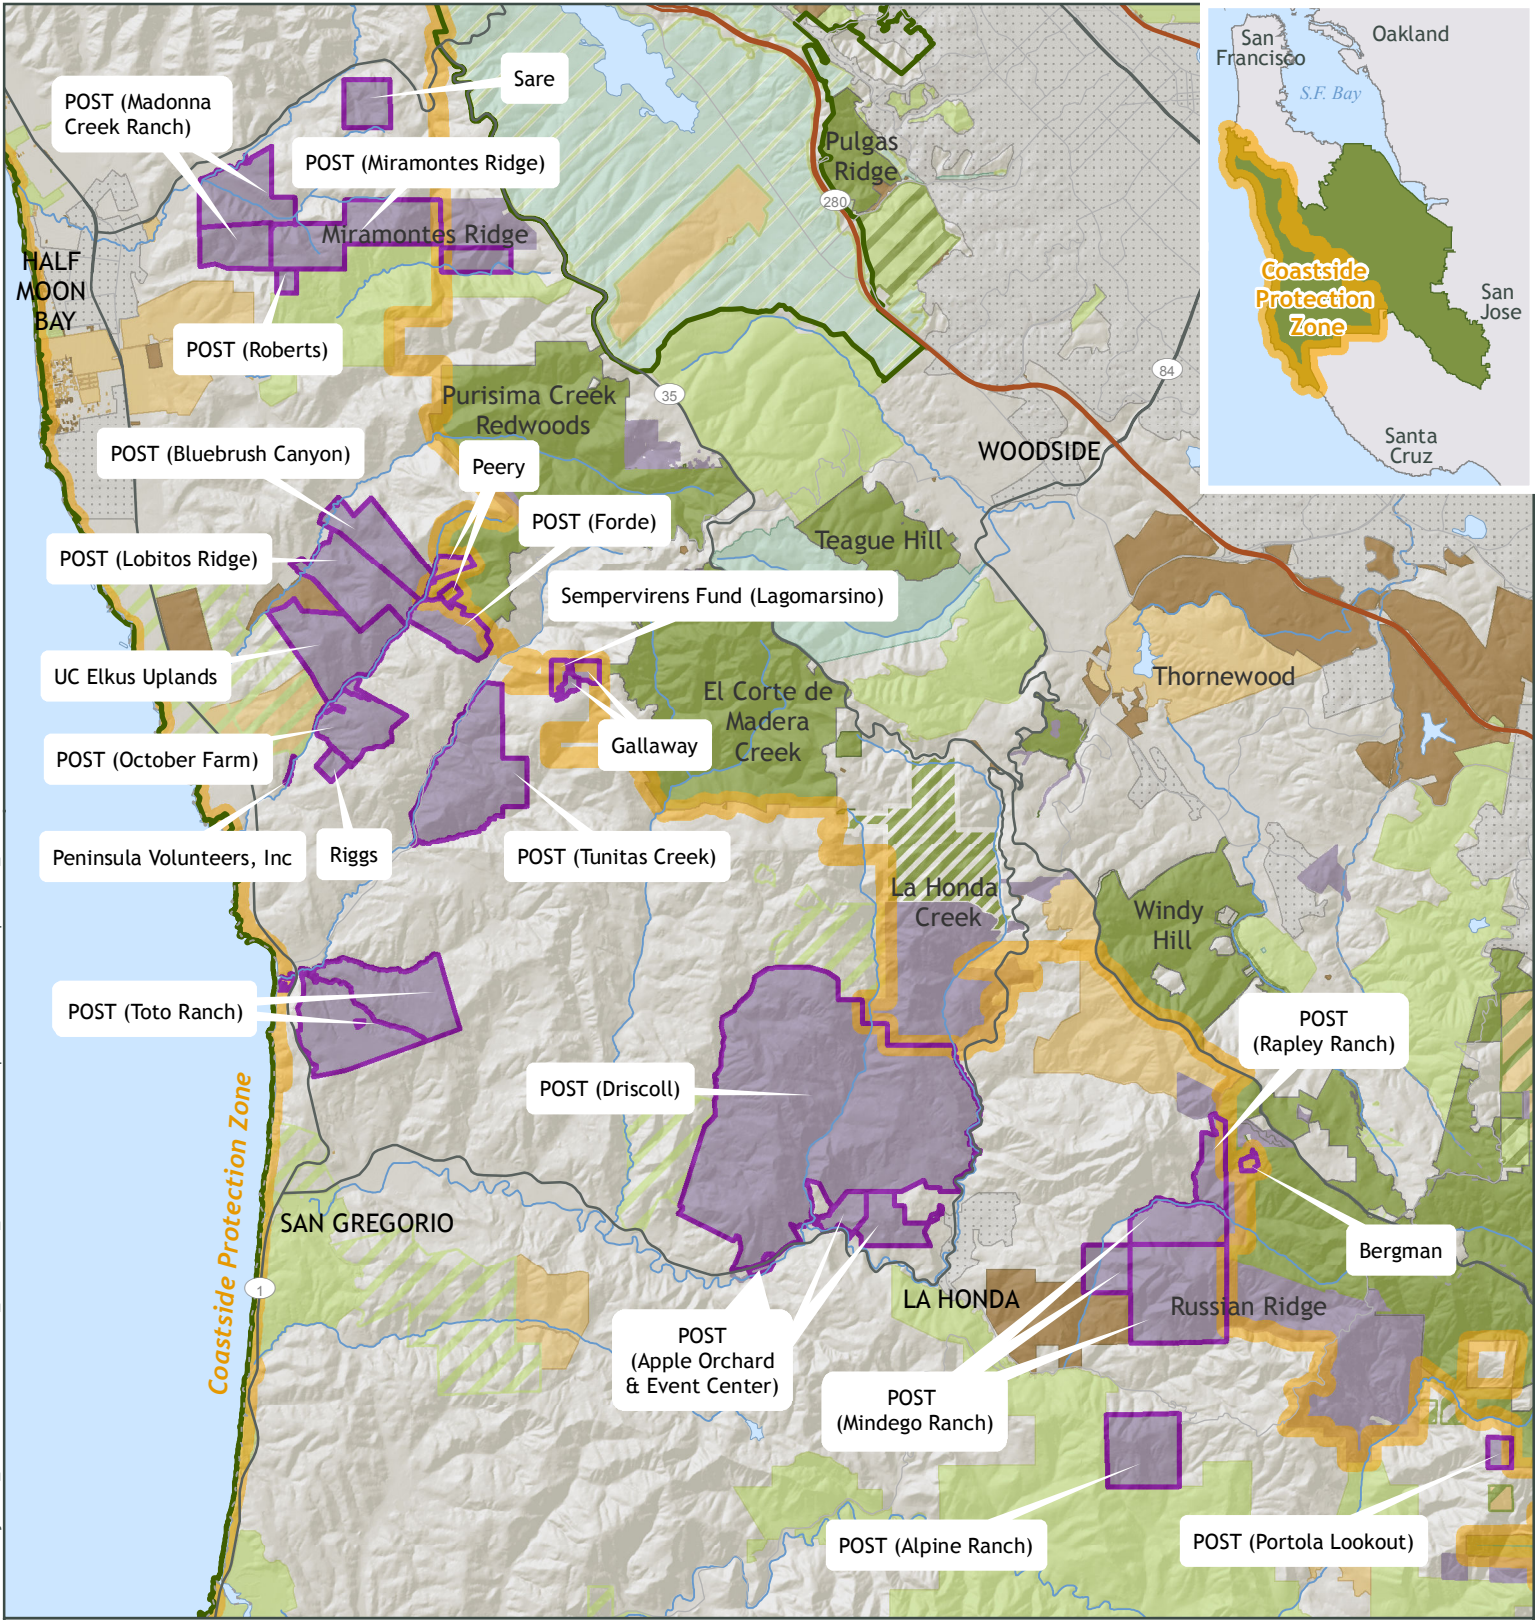 San
Francisco
Oakland
S.F. Bay
Coastside
Protection
Zone
San
Jose
Santa
Cruz
Sare
POST (Madonna
Creek Ranch)
POST (Miramontes Ridge)
Pulgas
Ridge
280
Miramontes Ridge
HALF
MOON
BAY
POST (Roberts)
84
35
Purisima Creek
Redwoods
WOODSIDE
POST (Bluebrush Canyon)
Peery
POST (Forde)
Teague Hill
POST (Lobitos Ridge)
Sempervirens Fund (Lagomarsino)
UC Elkus Uplands
Thornewood
El Corte de
Madera
Creek
Gallaway
POST (October Farm)
Peninsula Volunteers, Inc
Riggs
POST (Tunitas Creek)
La Honda
Creek
Windy
Hill
POST (Toto Ranch)
POST
(Rapley Ranch)
POST (Driscoll)
Coastside Protection Zone
SAN GREGORIO
Bergman
1
LA HONDA
Russian Ridge
POST
(Apple Orchard
& Event Center)
POST
(Mindego Ranch)
POST (Alpine Ranch)
POST (Portola Lookout)